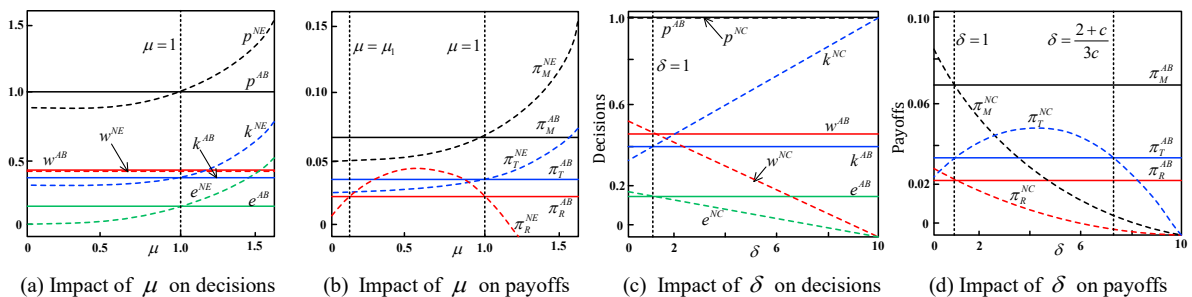 1.5
1.0
0.5
0
0
0.5
1.0
1.5
μ
μ = 1
p^{NE}
p^{AB}
w^{NE}
k^{AB}
k^{NE}
w^{AB}
e^{NE}
e^{AB}
(a) Impact of μ on decisions
0.15
0.10
0.05
0
0
0.5
1.0
1.5
μ
μ = μ_1
μ = 1
π_M^{NE}
π_M^{AB}
π_T^{NE}
π_T^{AB}
π_R^{AB}
π_R^{NE}
(b) Impact of μ on payoffs
Decisions
1.0
0.6
0.4
0.2
0
0
2
6
10
δ
p^{AB}
p^{NC}
δ = 1
k^{NC}
w^{AB}
w^{NC}
k^{AB}
e^{AB}
e^{NC}
(c) Impact of δ on decisions
Payoffs
0.10
0.06
0.02
0
0
2
6
10
δ
δ = 1
δ = \frac{2+c}{3c}
π_M^{AB}
π_M^{NC}
π_T^{NC}
π_T^{AB}
π_R^{AB}
π_R^{NC}
(d) Impact of δ on payoffs